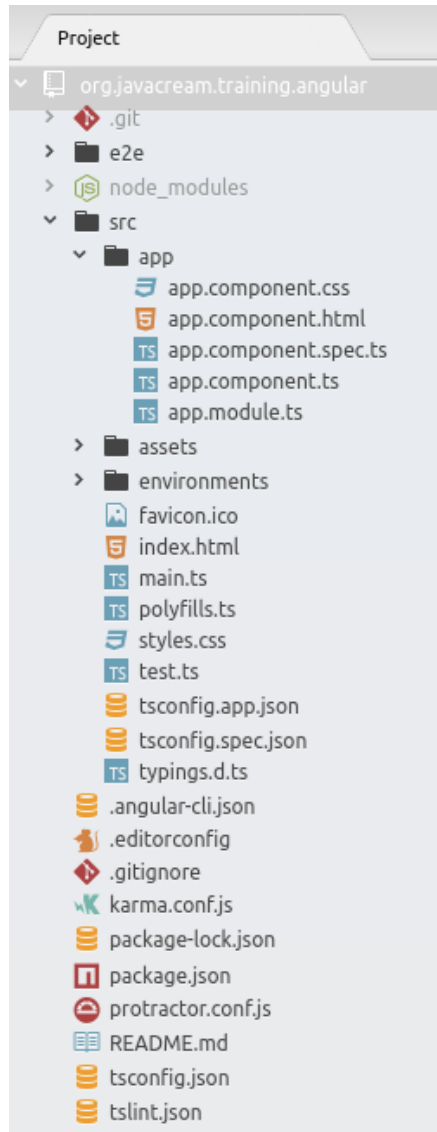 Project
org.javacream.training.angular
.git
e2e
node_modules
src
app
app.component.css
app.component.html
app.component.spec.ts
app.component.ts
app.module.ts
assets
environments
favicon.ico
index.html
main.ts
polyfills.ts
styles.css
test.ts
tsconfig.app.json
tsconfig.spec.json
typings.d.ts
.angular-cli.json
.editorconfig
.gitignore
karma.conf.js
package-lock.json
package.json
protractor.conf.js
README.md
tsconfig.json
tslint.json